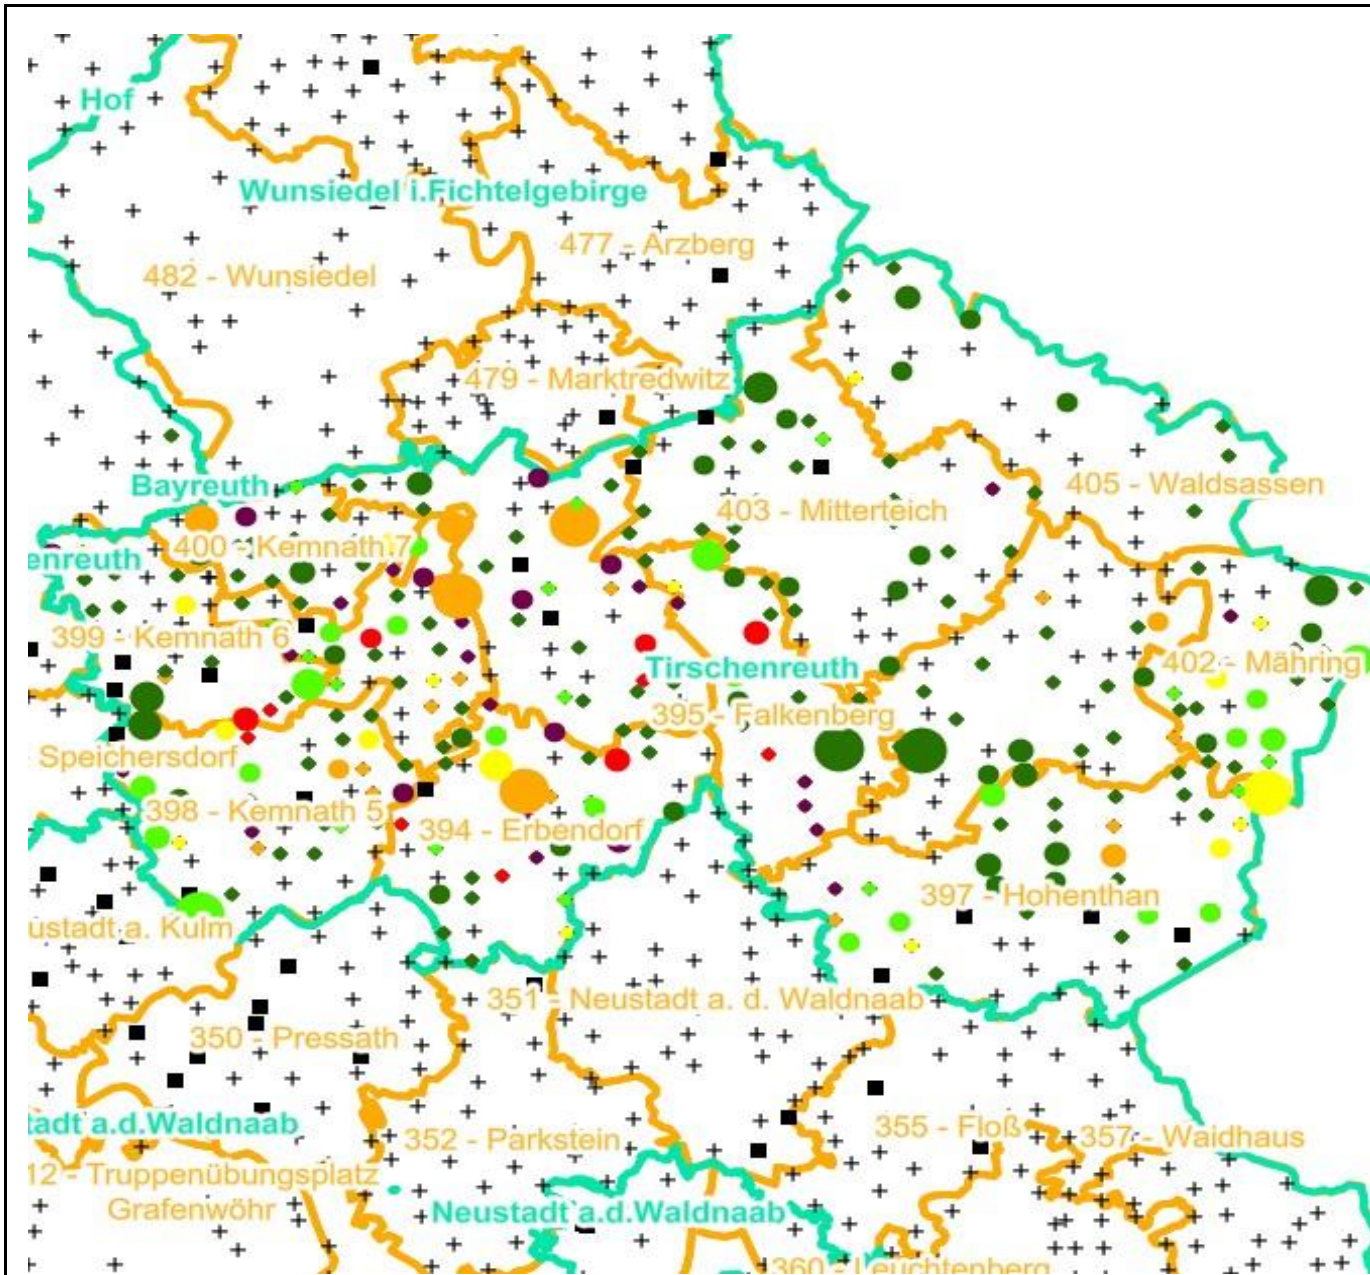 Hof
Wunsiedel i.Fichtelgebirge
477 - Arzberg
482 - Wunsiedel
479 - Marktredwitz
Bayreuth
405 - Waldsassen
403 - Mitterteich
400 - Kemnath 7
enreuth
399 - Kemnath 6
Tirschenreuth
402 - Mähring
395 - Falkenberg
Speichersdorf
398 - Kemnath 5
394 - Erbendorf
397 - Hohenthan
ustadt a. Kulm
351 - Neustadt a. d. Waldnaab
350 - Pressath
tadt a.d.Waldnaab
352 - Parkstein
355 - Floß
357 - Waidhaus
12 - Truppenübungsplatz
Grafenwöhr
Neustadt a.d.Waldnaab
360 - Leuchtenberg